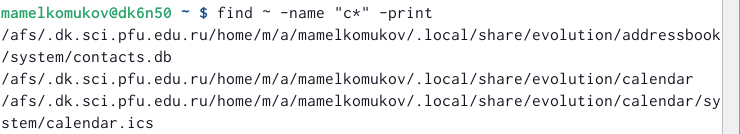 mamelkomukov@dk6n50 ~ $ find ~ -name "c*" -print
/afs/.dk.sci.pfu.edu.ru/home/m/a/mamelkomukov/.local/share/evolution/addressbook
/system/contacts.db
/afs/.dk.sci.pfu.edu.ru/home/m/a/mamelkomukov/.local/share/evolution/calendar
/afs/.dk.sci.pfu.edu.ru/home/m/a/mamelkomukov/.local/share/evolution/calendar/sy
stem/calendar.ics